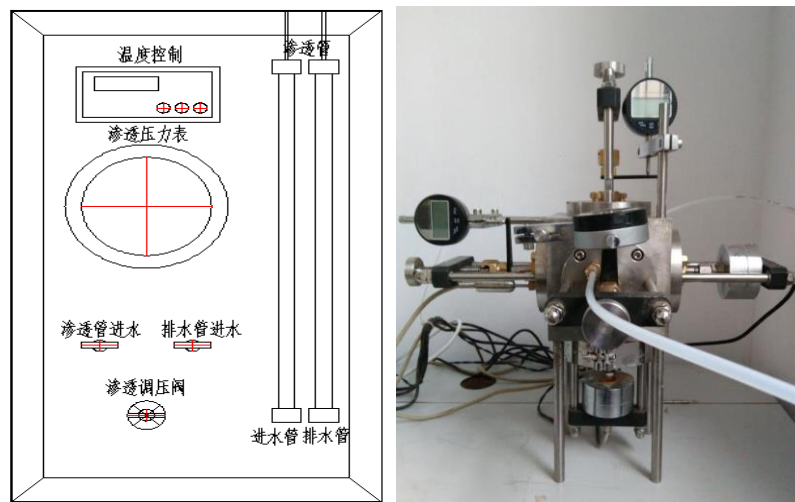 渗透管
温度控制
渗透压力表
渗透管进水 排水管进水
渗透调压阀
进水管 排水管